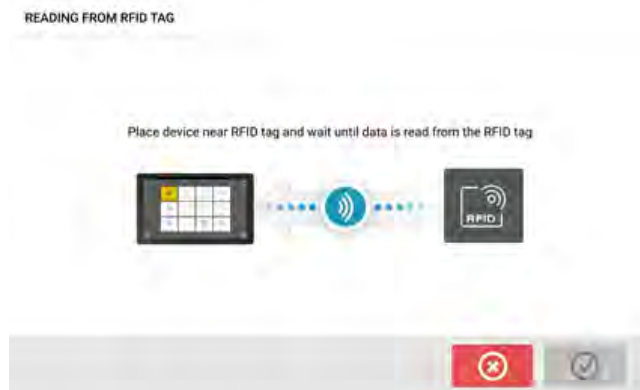 READING FROM RFID TAG
Place device near RFID tag and wait until data is read from the RFID tag
RFID